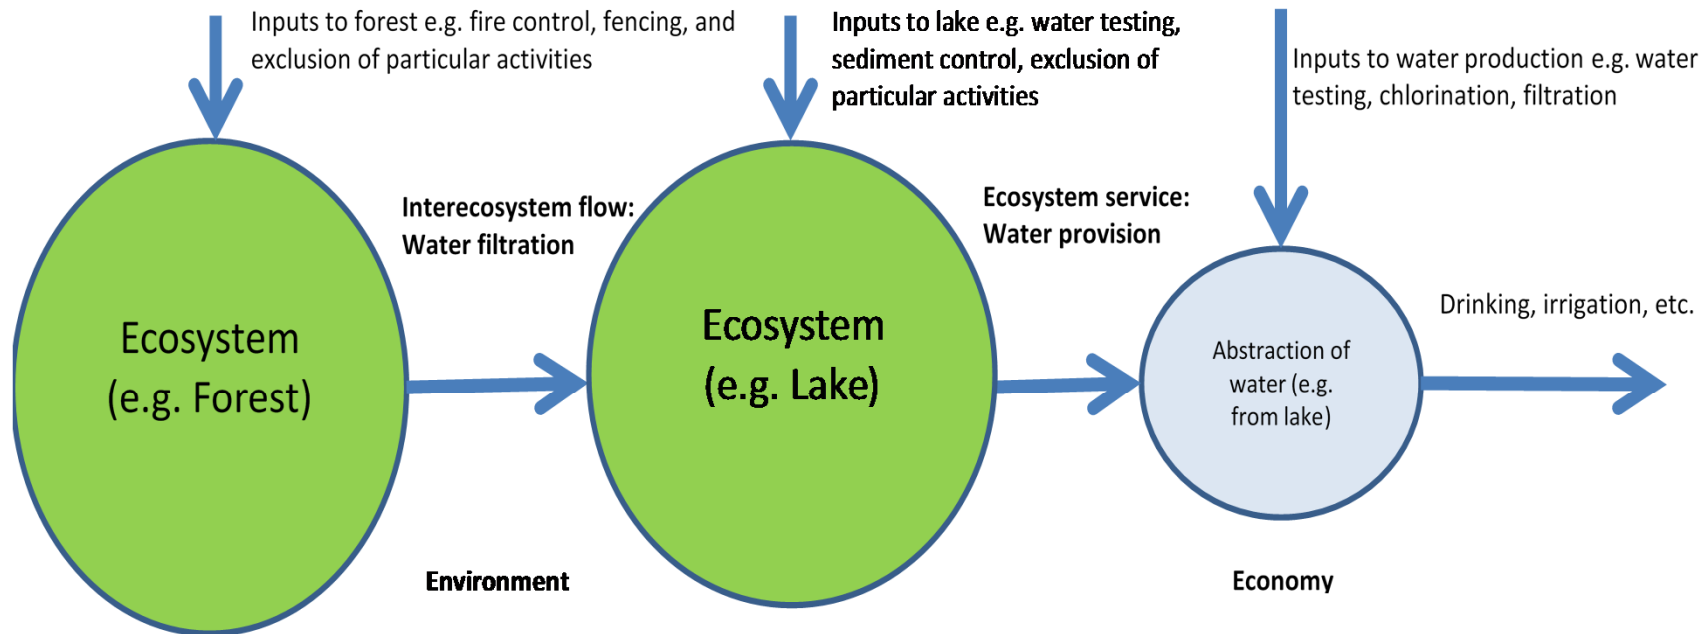 Inputs to forest e.g. fire control, fencing, and
exclusion of particular activities
Inputs to lake e.g. water testing,
sediment control, exclusion of
particular activities
Inputs to water production e.g. water
testing, chlorination, filtration
Interecosystem flow:
Water filtration
Ecosystem service:
Water provision
Ecosystem
(e.g. Forest)
Ecosystem
(e.g. Lake)
Abstraction of
water (e.g.
from lake)
Drinking, irrigation, etc.
Environment
Economy